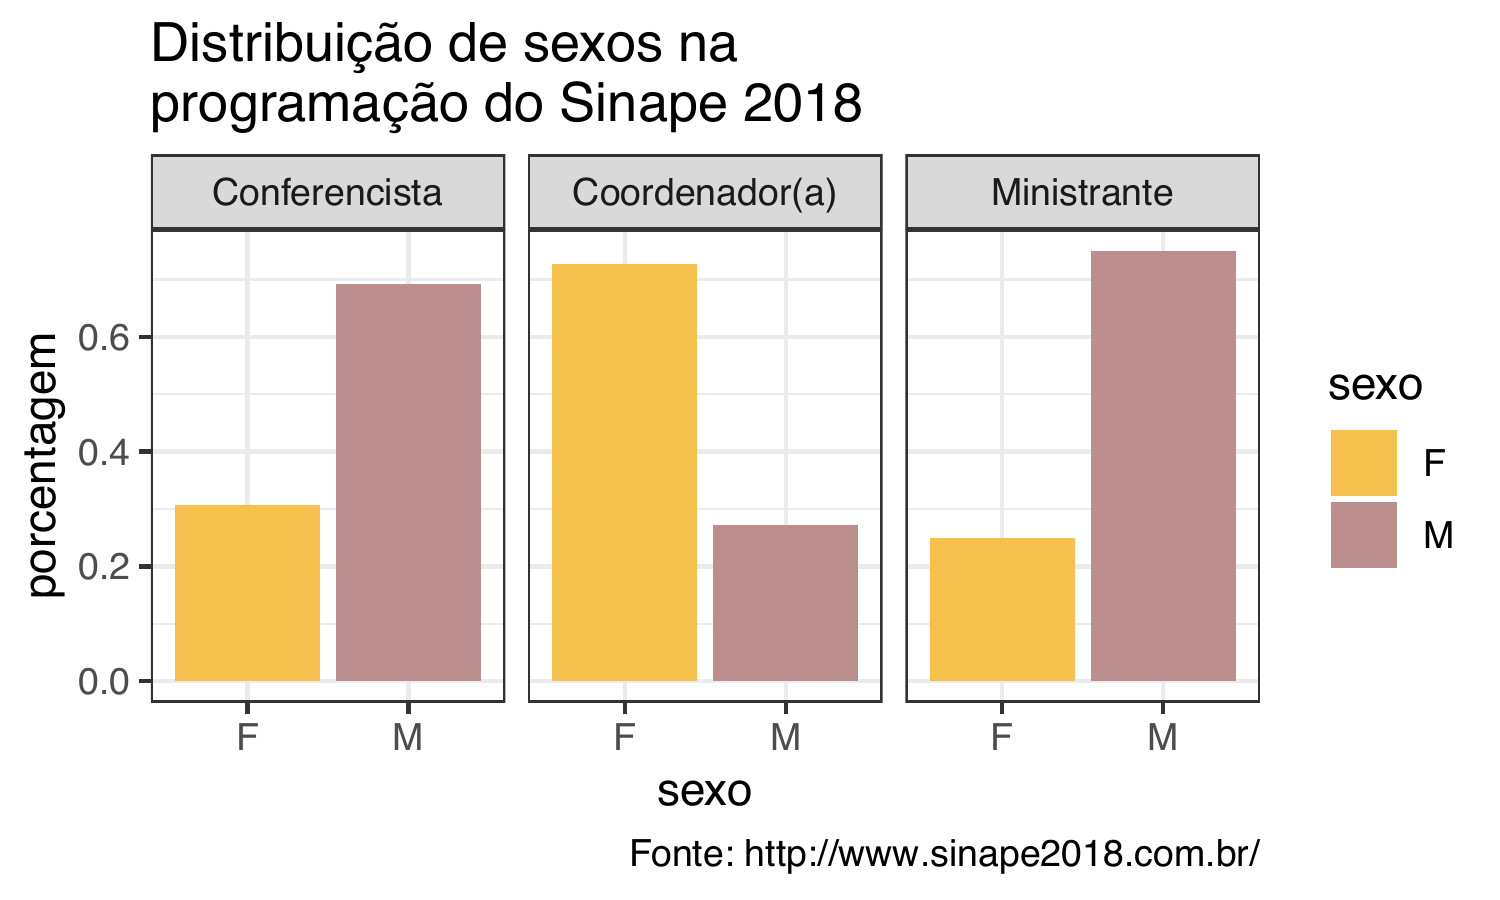 Distribuição de sexos na
programação do Sinape 2018
Conferencista
Coordenador(a)
Ministrante
porcentagem
0.6
0.4
0.2
0.0
F
M
F
M
F
M
sexo
sexo
F
M
Fonte: http://www.sinape2018.com.br/